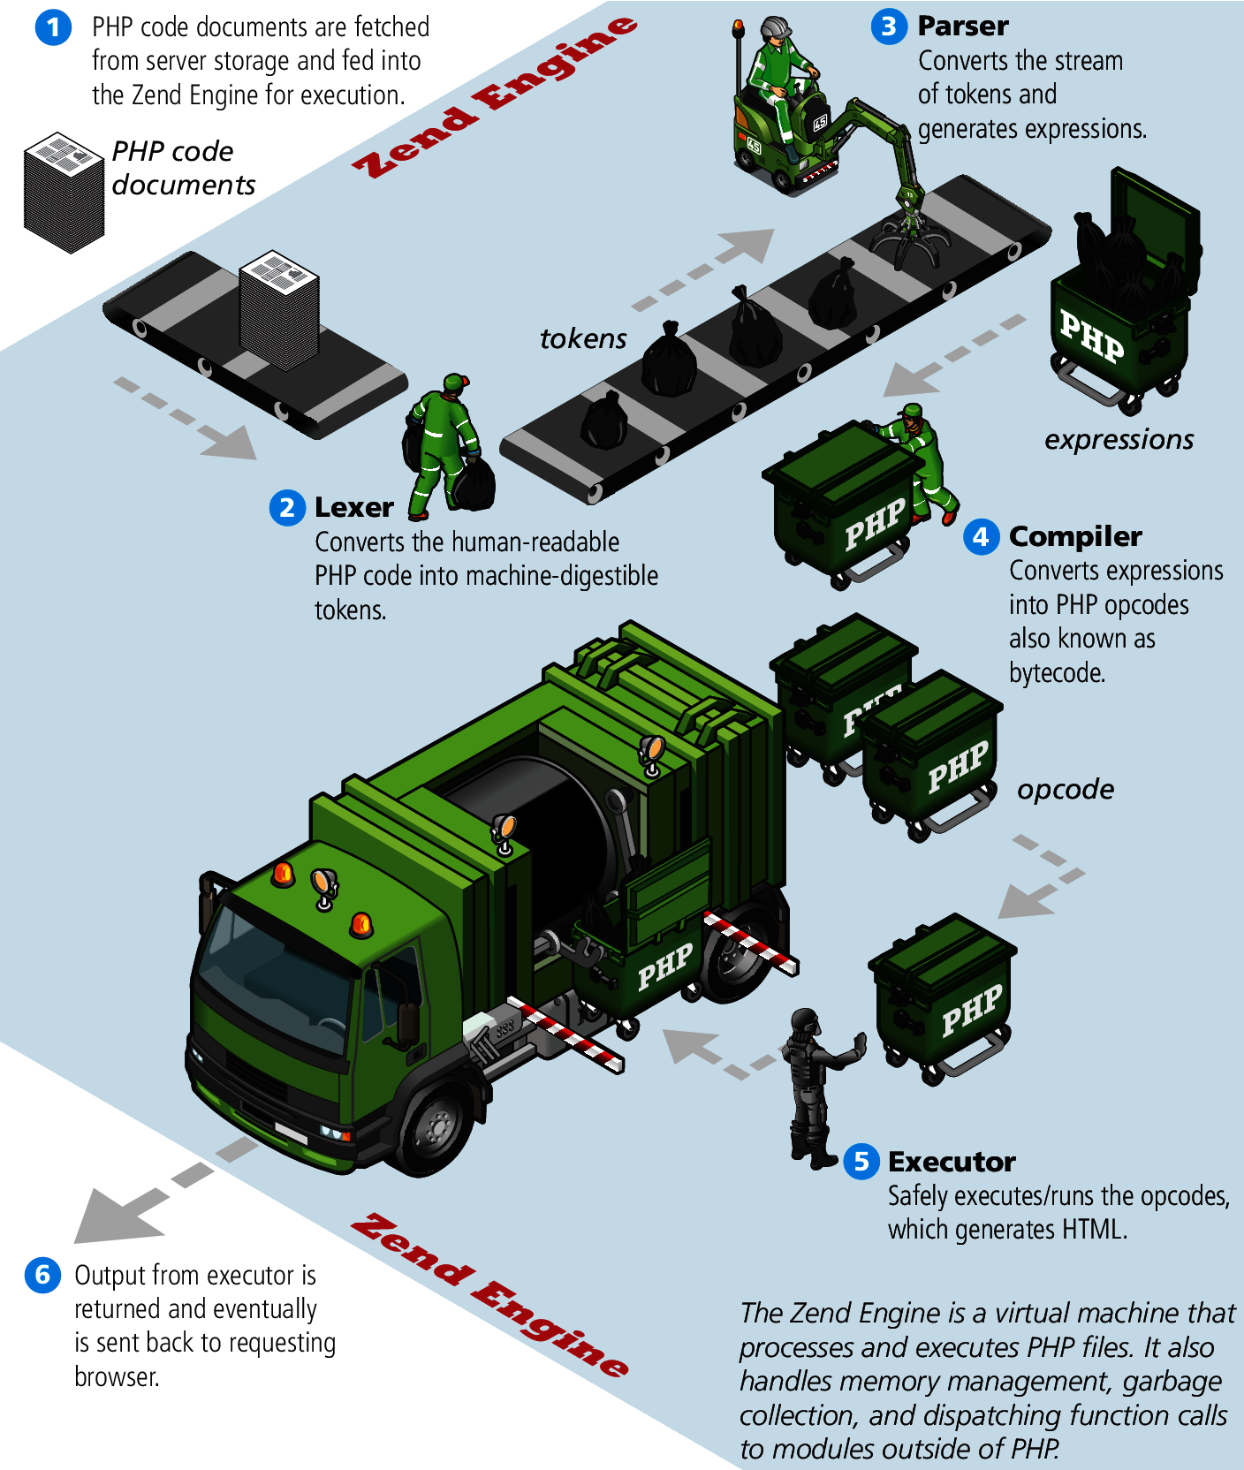 1 PHP code documents are fetched
from server storage and fed into
the Zend Engine for execution.
PHP code
documents
Zend Engine
3 Parser
Converts the stream
of tokens and
generates expressions.
45
45
tokens
PHP
expressions
2 Lexer
Converts the human-readable
PHP code into machine-digestible
tokens.
PHP
4 Compiler
Converts expressions
into PHP opcodes
also known as
bytecode.
PHP
PHP
opcode
PHP
PHP
5 Executor
Safely executes/runs the opcodes,
which generates HTML.
6 Output from executor is
returned and eventually
is sent back to requesting
browser.
Zend Engine
The Zend Engine is a virtual machine that
processes and executes PHP files. It also
handles memory management, garbage
collection, and dispatching function calls
to modules outside of PHP.